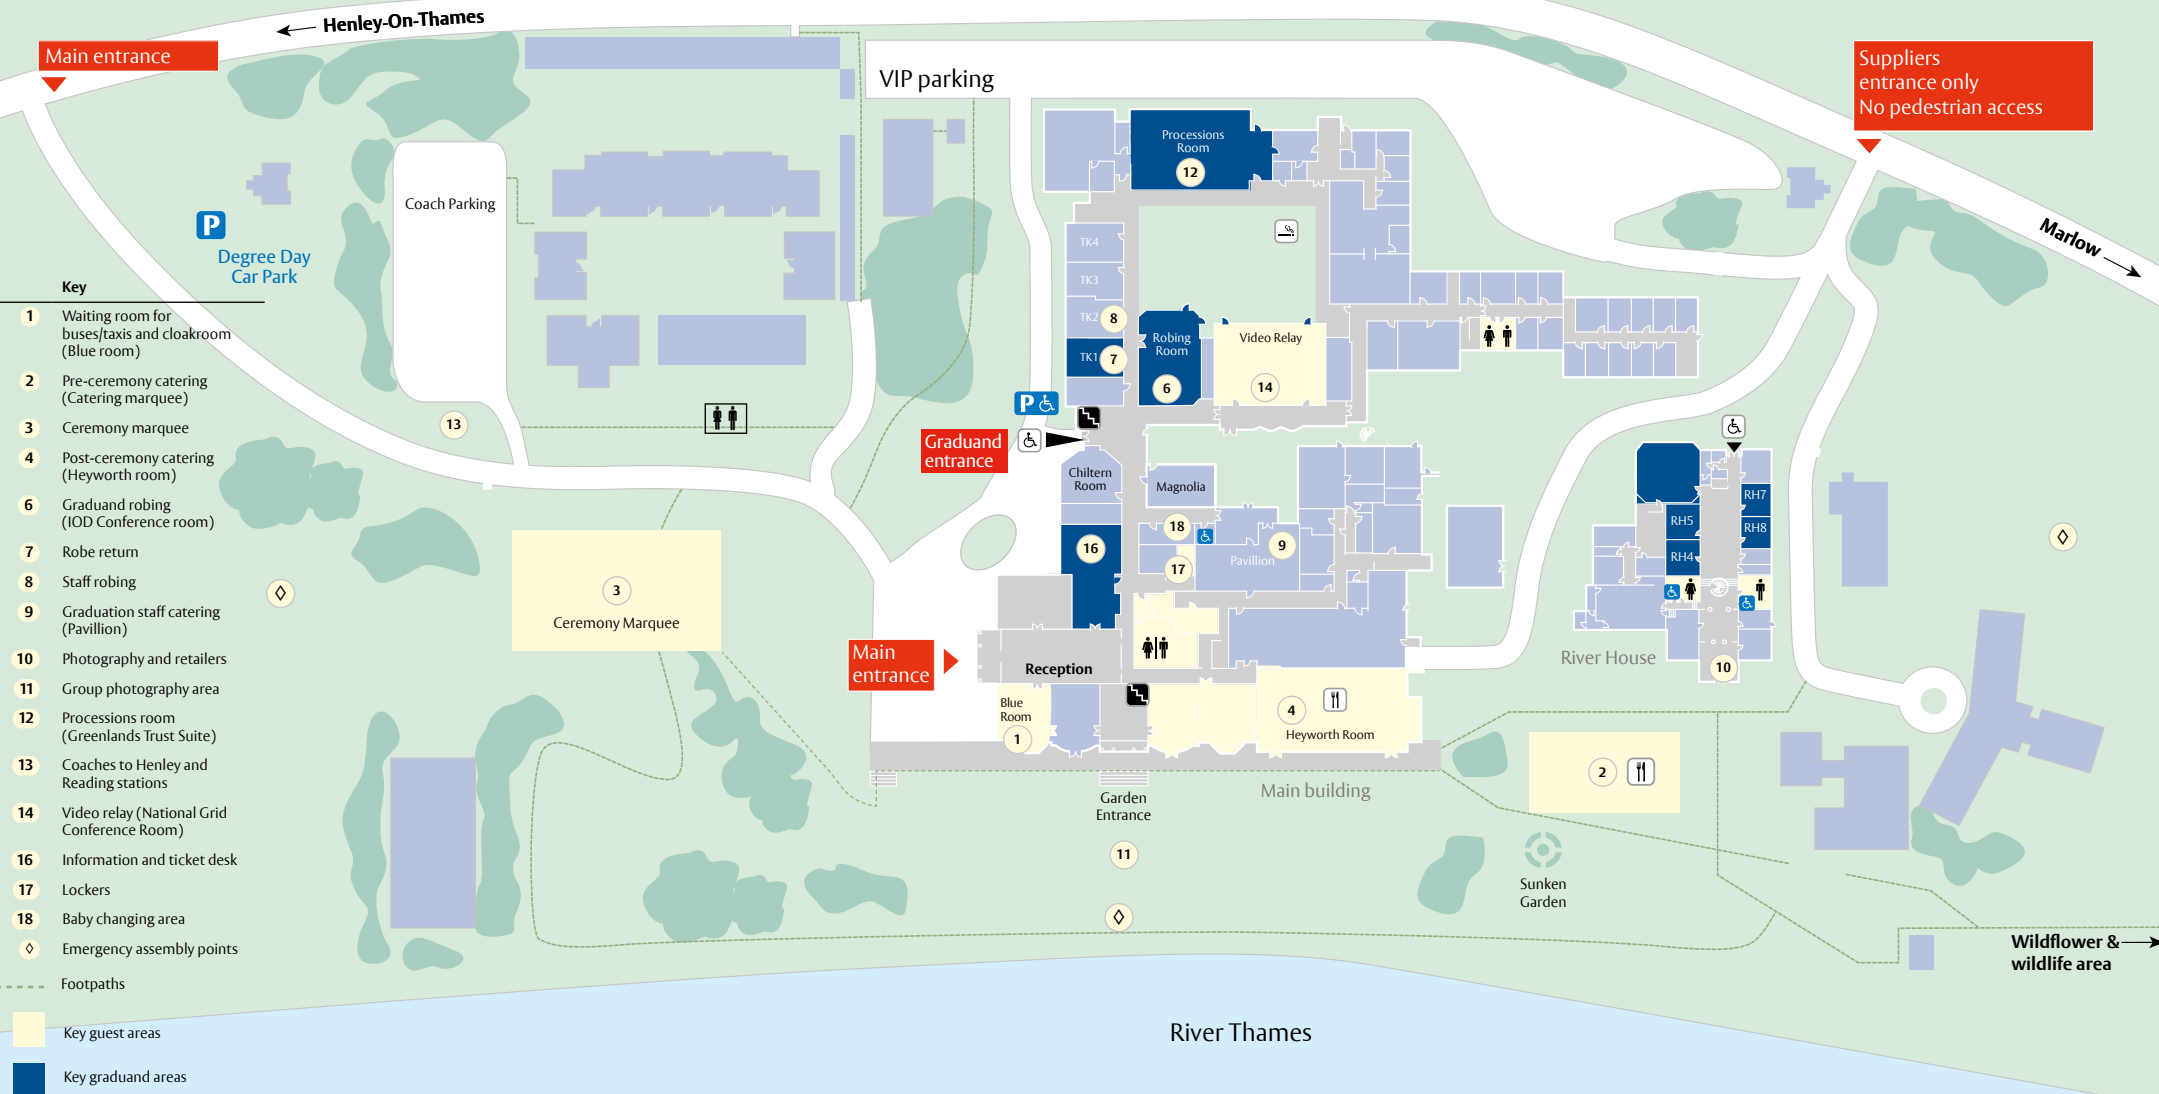 Henley-On-Thames
Main entrance
VIP parking
Suppliers
entrance only
No pedestrian access
Marlow
P
Degree Day
Car Park
Coach Parking
Key
1 Waiting room for
buses/taxis and cloakroom
(Blue room)
2 Pre-ceremony catering
(Catering marquee)
3 Ceremony marquee
4 Post-ceremony catering
(Heyworth room)
6 Graduand robing
(IOD Conference room)
7 Robe return
8 Staff robing
9 Graduation staff catering
(Pavillion)
10 Photography and retailers
11 Group photography area
12 Processions room
(Greenlands Trust Suite)
13 Coaches to Henley and
Reading stations
14 Video relay (National Grid
Conference Room)
16 Information and ticket desk
17 Lockers
18 Baby changing area
◊ Emergency assembly points
Footpaths
Key guest areas
Key graduand areas
13
3
Ceremony Marquee
Processions
Room
12
TK4
TK3
TK2
8
TK1
7
Robing
Room
6
Video Relay
14
P
Graduand
entrance
Chiltern
Room
Magnolia
16
18
17
9
Pavillion
Main
entrance
Reception
Blue
Room
1
4
Heyworth Room
Main building
Garden
Entrance
11
RH7
RH5
RH8
RH4
River House
10
2
Sunken
Garden
Wildflower &
wildlife area
River Thames